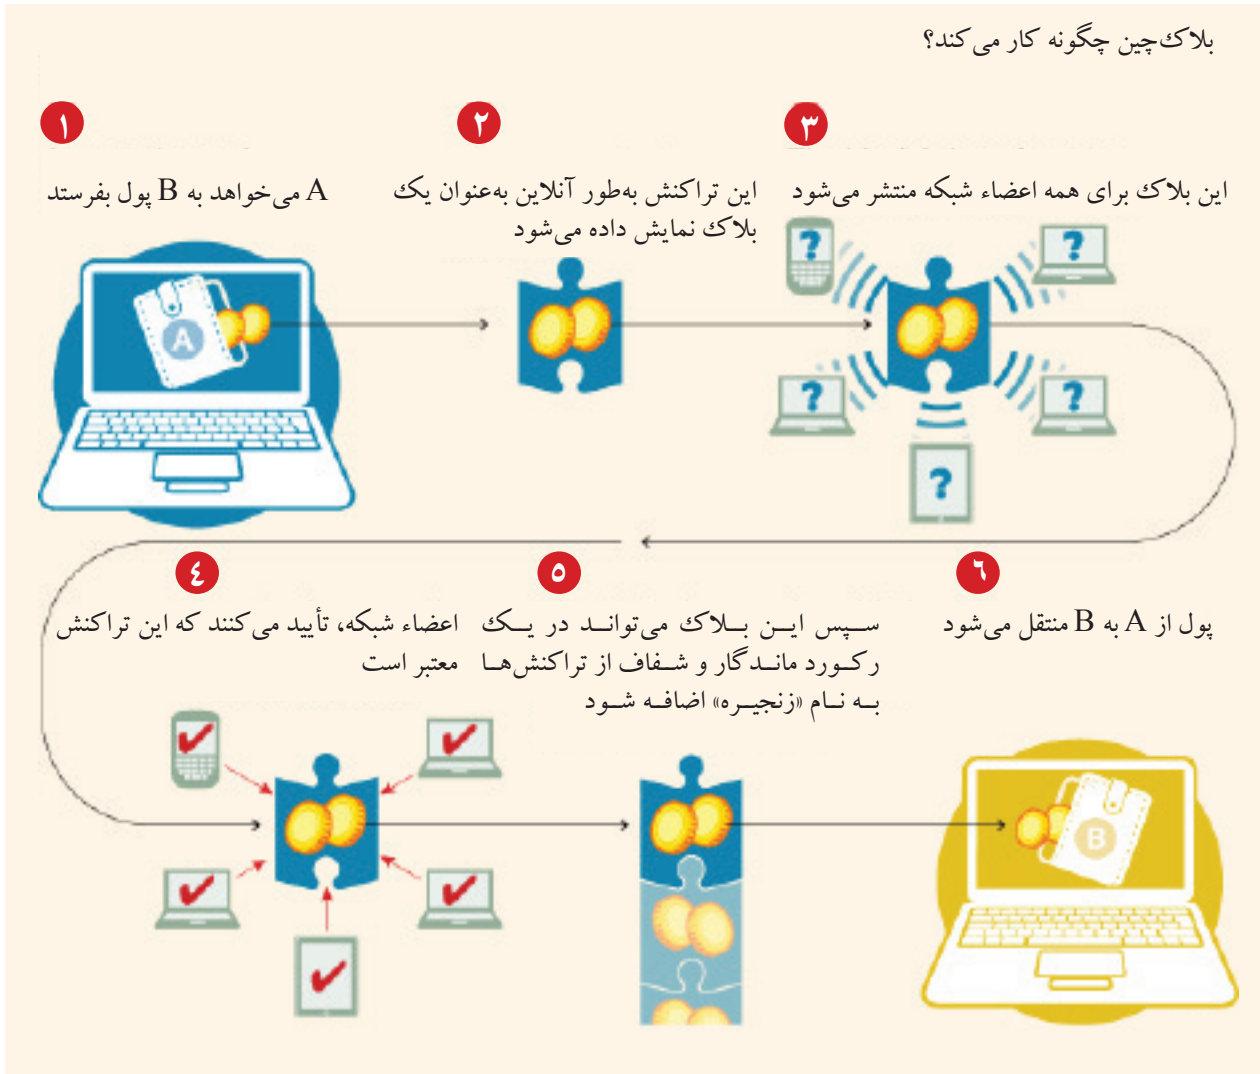 بلاک‌چین چگونه کار می‌کند؟
۱
A می‌خواهد به B پول بفرستد
A
۲
این تراکنش به‌طور آنلاین به‌عنوان یک
بلاک نمایش داده می‌شود
۳
این بلاک برای همه اعضاء شبکه منتشر می‌شود
?
?
?
?
?
٤
اعضاء شبکه، تأیید می‌کنند که این تراکنش
معتبر است
٥
سپس این بلاک می‌تواند در یک
رکورد ماندگار و شفاف از تراکنش‌ها
به نام «زنجیره» اضافه شود
٦
پول از A به B منتقل می‌شود
B